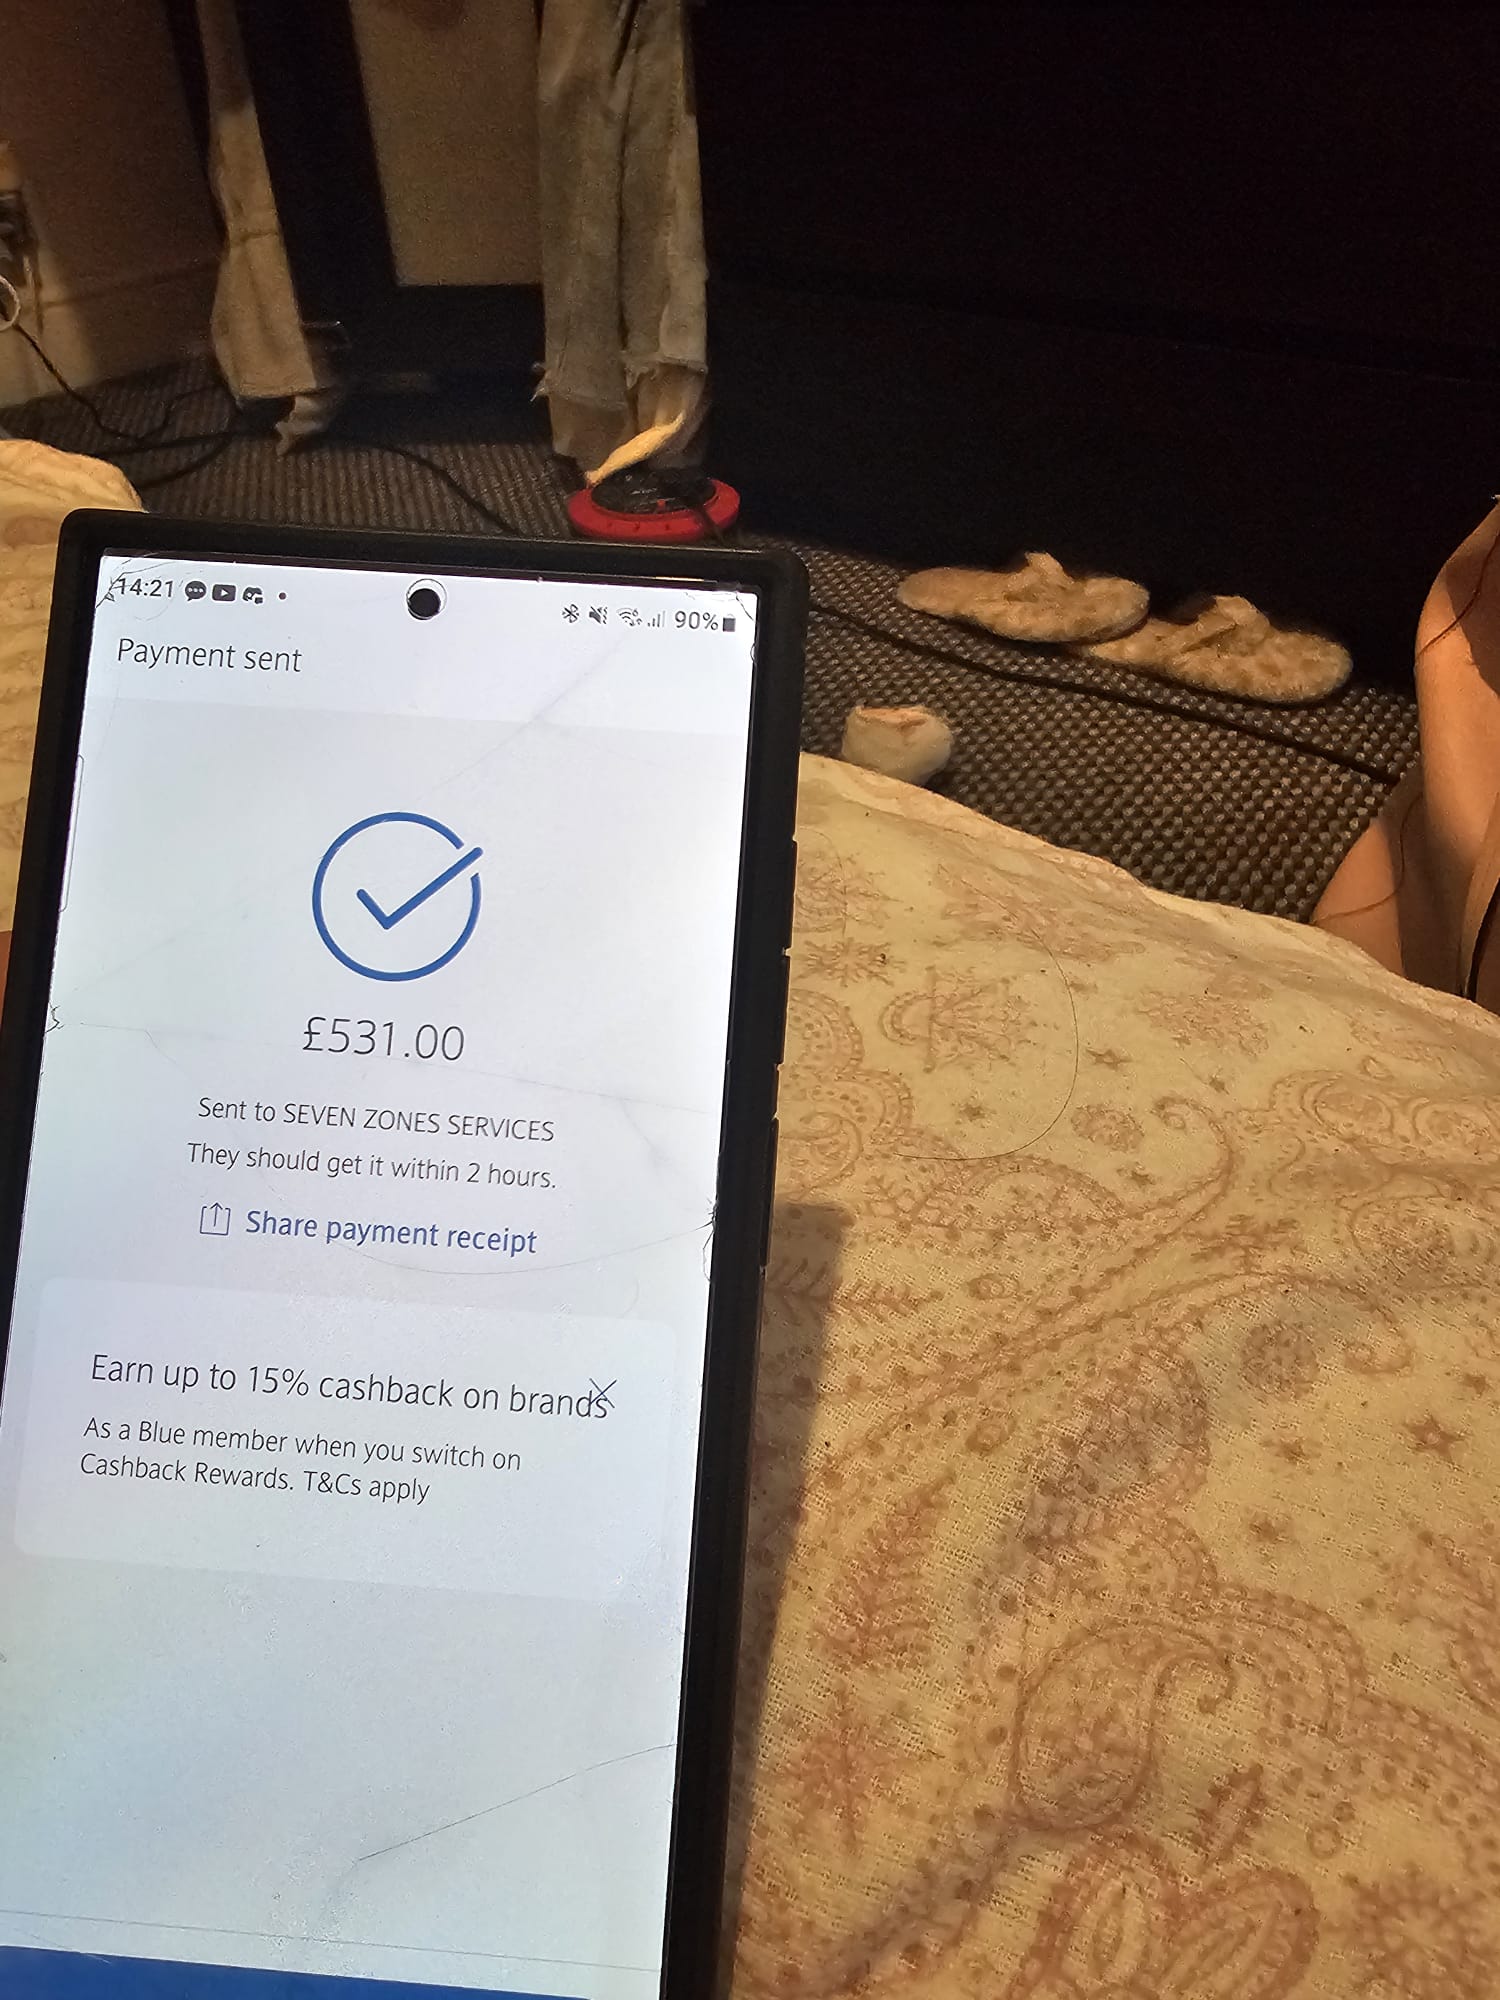 14:21
90%
Payment sent
£531.00
Sent to SEVEN ZONES SERVICES
They should get it within 2 hours.
Share payment receipt
Earn up to 15% cashback on brands
As a Blue member when you switch on
Cashback Rewards. T&Cs apply